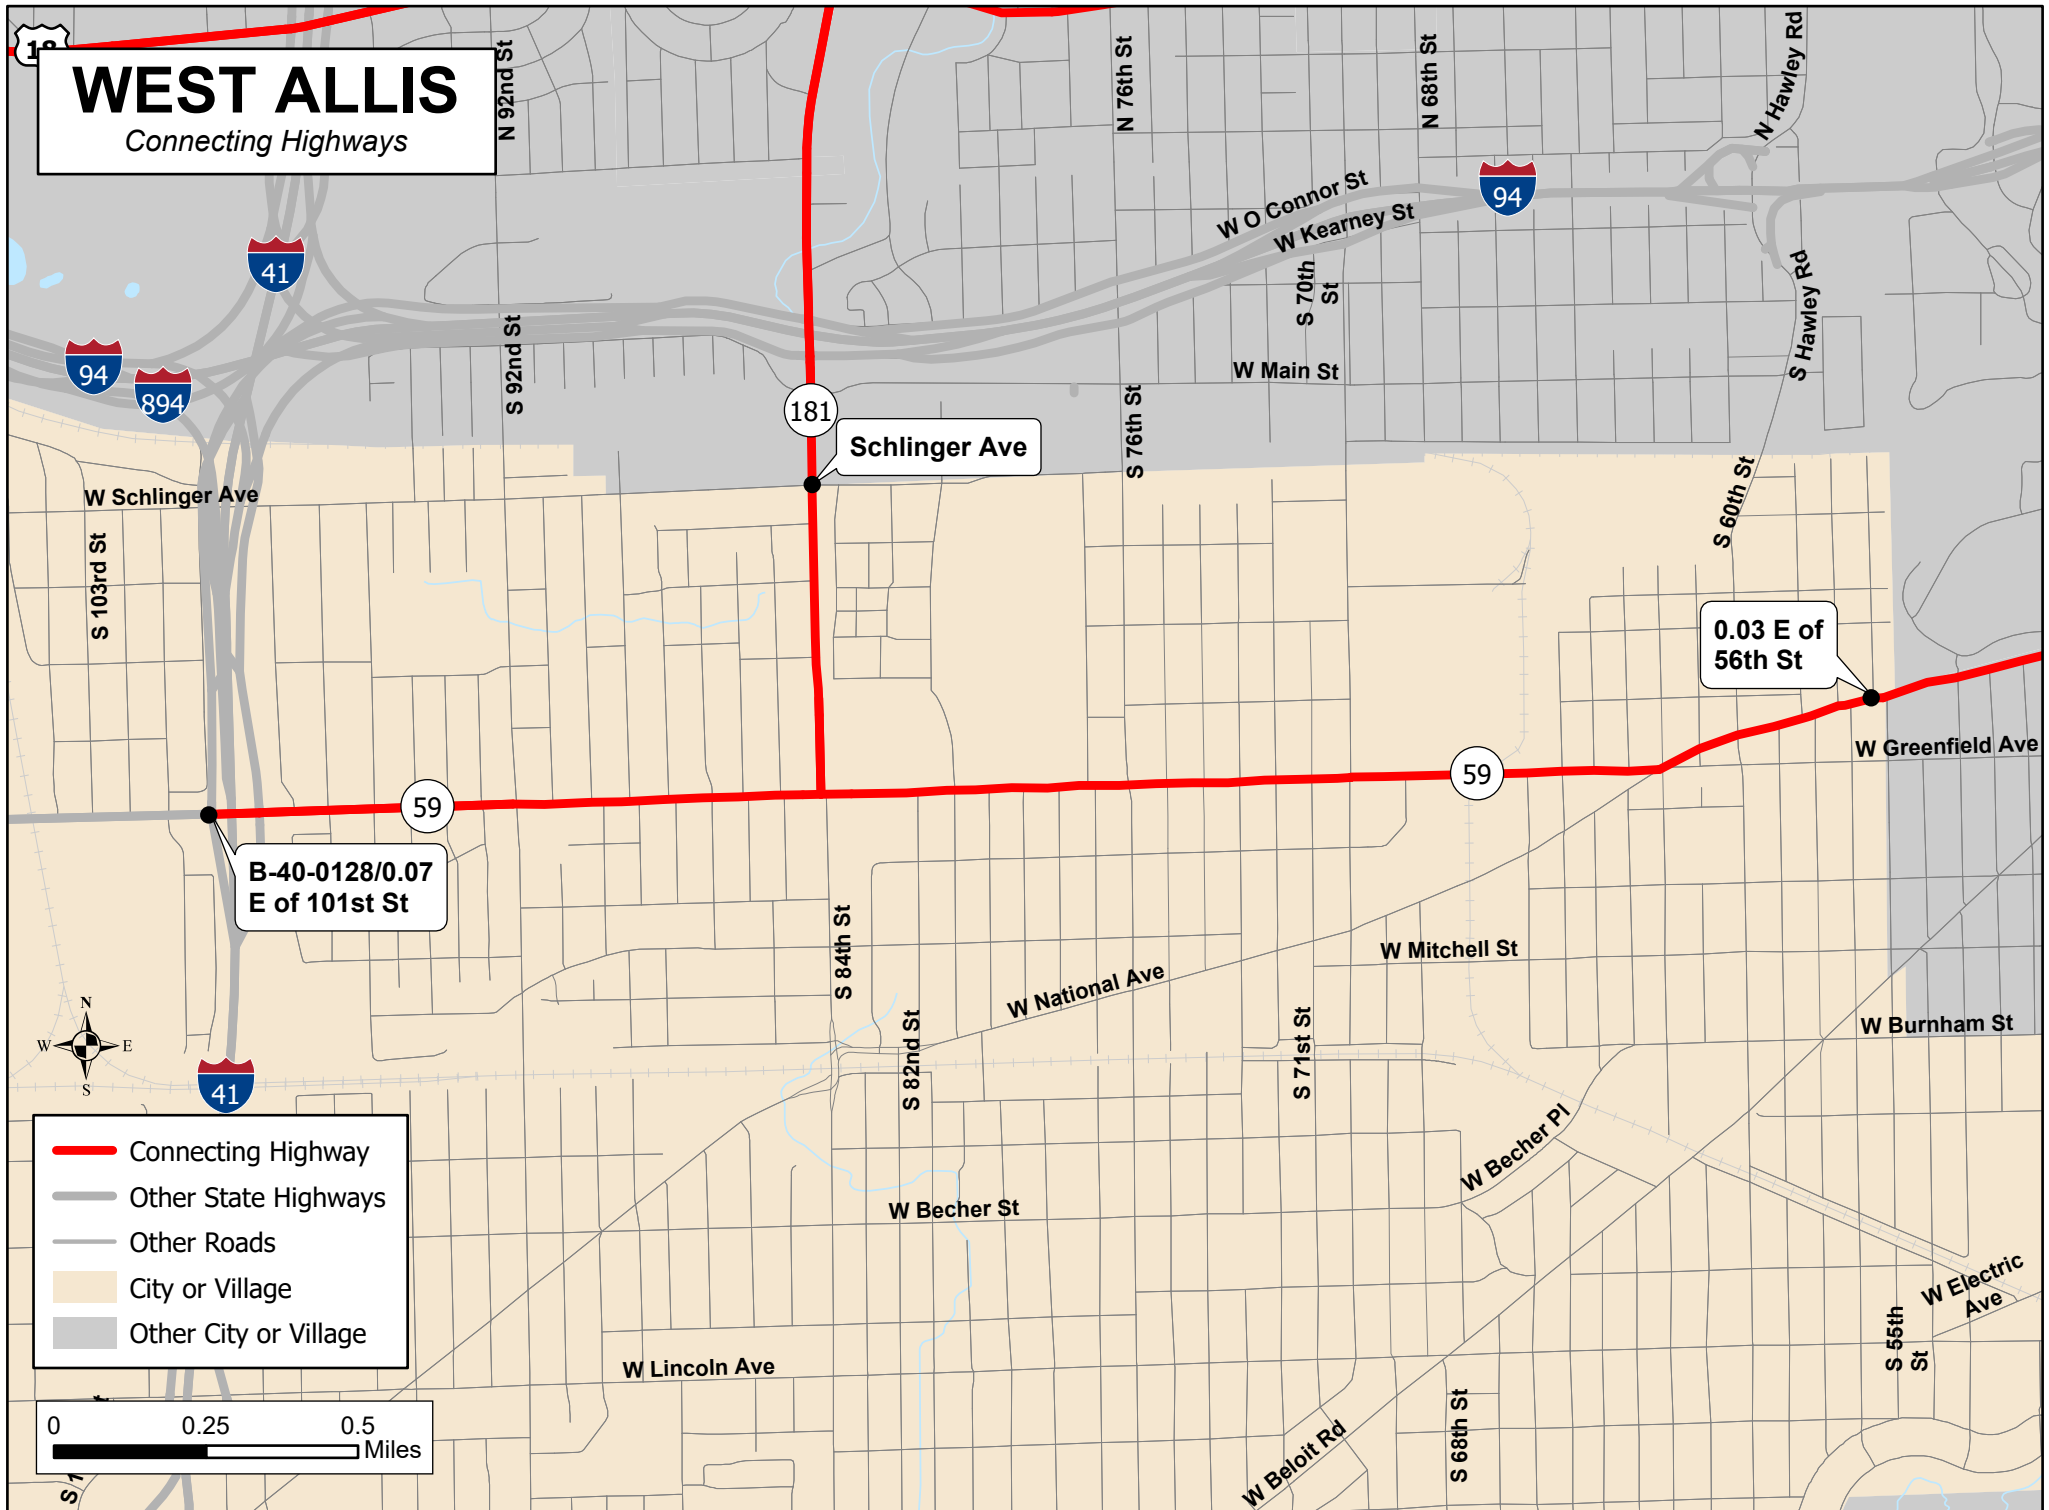 18
WEST ALLIS
Connecting Highways
N 92nd St
N 76th St
N 68th St
N Hawley Rd
W O Connor St
W Kearney St
94
41
S 70th
St
S Hawley Rd
94
894
S 92nd St
W Main St
181
Schlinger Ave
S 76th St
W Schlinger Ave
S 103rd St
S 60th St
0.03 E of
56th St
W Greenfield Ave
59
59
B-40-0128/0.07
E of 101st St
S 84th St
W Mitchell St
W National Ave
N
W
E
S
S 82nd St
S 71st St
W Burnham St
41
W Becher Pl
W Becher St
Connecting Highway
Other State Highways
Other Roads
City or Village
Other City or Village
W Electric
Ave
S 55th
St
W Lincoln Ave
S 68th St
W Beloit Rd
0 0.25 0.5
Miles